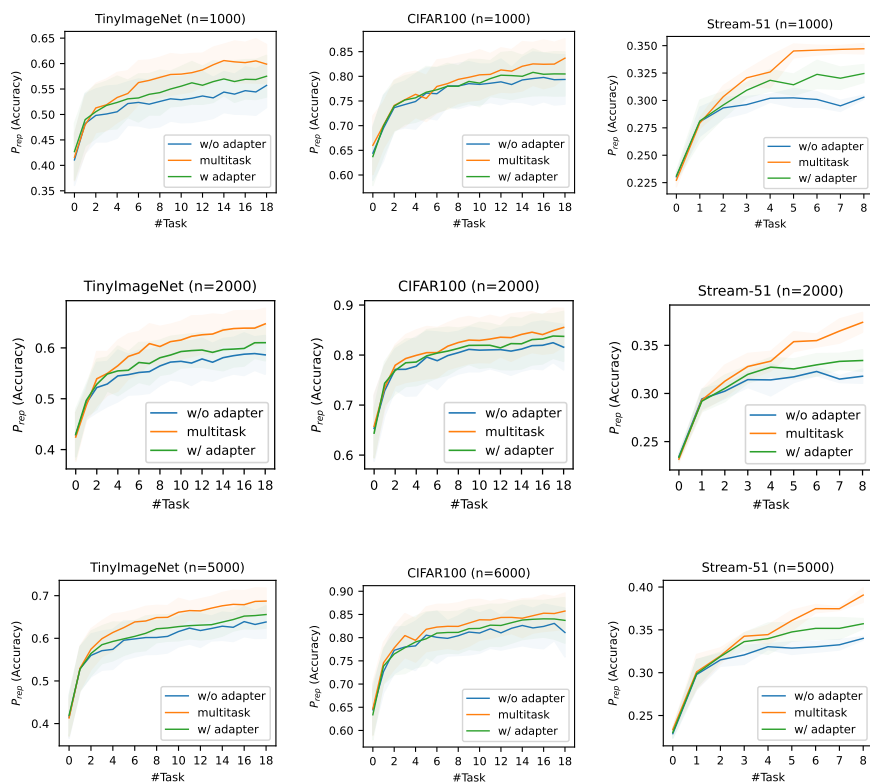 TinyImageNet (n=1000)
0.65
0.60
0.55
0.50
0.45
0.40
0.35
P_rep (Accuracy)
w/o adapter
multitask
w adapter
0 2 4 6 8 10 12 14 16 18
#Task
CIFAR100 (n=1000)
0.85
0.80
0.75
0.70
0.65
0.60
P_rep (Accuracy)
w/o adapter
multitask
w/ adapter
0 2 4 6 8 10 12 14 16 18
#Task
Stream-51 (n=1000)
0.350
0.325
0.300
0.275
0.250
0.225
P_rep (Accuracy)
w/o adapter
multitask
w/ adapter
0 1 2 3 4 5 6 7 8
#Task
TinyImageNet (n=2000)
0.6
0.5
0.4
P_rep (Accuracy)
w/o adapter
multitask
w/ adapter
0 2 4 6 8 10 12 14 16 18
#Task
CIFAR100 (n=2000)
0.9
0.8
0.7
0.6
P_rep (Accuracy)
w/o adapter
multitask
w/ adapter
0 2 4 6 8 10 12 14 16 18
#Task
Stream-51 (n=2000)
0.35
0.30
0.25
P_rep (Accuracy)
w/o adapter
multitask
w/ adapter
0 1 2 3 4 5 6 7 8
#Task
TinyImageNet (n=5000)
0.7
0.6
0.5
0.4
P_rep (Accuracy)
w/o adapter
multitask
w/ adapter
0 2 4 6 8 10 12 14 16 18
#Task
CIFAR100 (n=6000)
0.90
0.85
0.80
0.75
0.70
0.65
0.60
P_rep (Accuracy)
w/o adapter
multitask
w/ adapter
0 2 4 6 8 10 12 14 16 18
#Task
Stream-51 (n=5000)
0.40
0.35
0.30
0.25
P_rep (Accuracy)
w/o adapter
multitask
w/ adapter
0 1 2 3 4 5 6 7 8
#Task